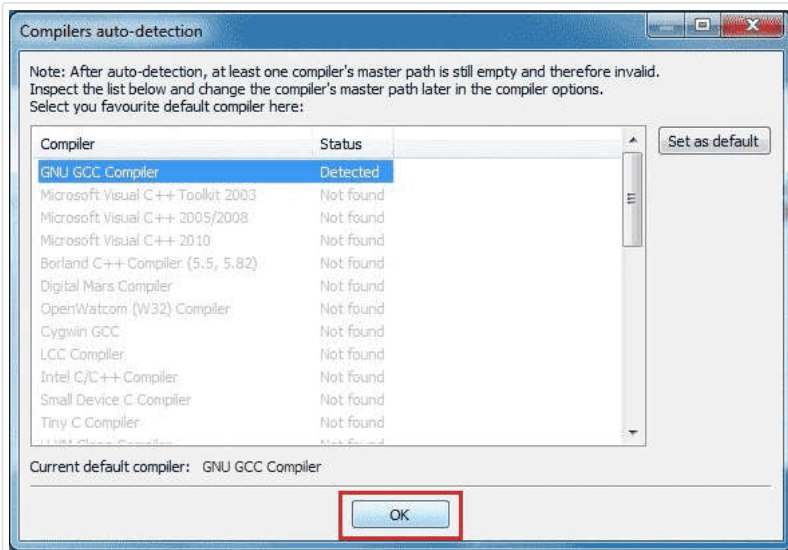 Compilers auto-detection
Note: After auto-detection, at least one compiler's master path is still empty and therefore invalid.
Inspect the list below and change the compiler's master path later in the compiler options.
Select you favourite default compiler here:
Compiler Status
Set as default
GNU GCC Compiler Detected
Microsoft Visual C++ Toolkit 2003 Not found
Microsoft Visual C++ 2005/2008 Not found
Microsoft Visual C++ 2010 Not found
Borland C++ Compiler (5.5, 5.82) Not found
Digital Mars Compiler Not found
OpenWatcom (W32) Compiler Not found
Cygwin GCC Not found
LCC Compiler Not found
Intel C/C++ Compiler Not found
Small Device C Compiler Not found
Tiny C Compiler Not found
Current default compiler: GNU GCC Compiler
OK